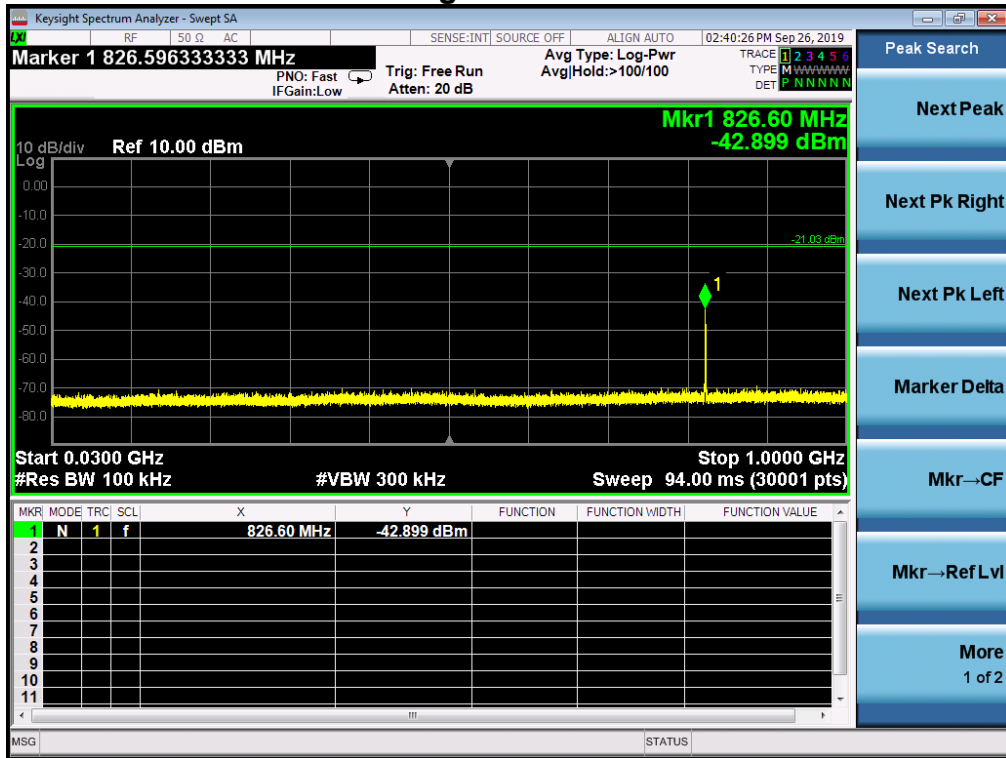 Keysight Spectrum Analyzer - Swept SA
LXI RF 50 Ω AC SENSE:INT SOURCE OFF ALIGN AUTO 02:40:26 PM Sep 26, 2019
Marker 1 826.596333333 MHz
PNO: Fast
IFGain:Low
Trig: Free Run
Atten: 20 dB
Avg Type: Log-Pwr
Avg|Hold:>100/100
TRACE 1 2 3 4 5 6
TYPE M WWWWW
DET P N N N N N
Mkr1 826.60 MHz
-42.899 dBm
10 dB/div Ref 10.00 dBm
Log
0.00
-10.0
-20.0
-21.03 dBm
-30.0
1
-40.0
-50.0
-60.0
-70.0
-80.0
Start 0.0300 GHz Stop 1.0000 GHz
#Res BW 100 kHz #VBW 300 kHz Sweep 94.00 ms (30001 pts)
MKR MODE TRC SCL X Y FUNCTION FUNCTION WIDTH FUNCTION VALUE
1 N 1 f 826.60 MHz -42.899 dBm
2
3
4
5
6
7
8
9
10
11
MSG STATUS
Peak Search
Next Peak
Next Pk Right
Next Pk Left
Marker Delta
Mkr→CF
Mkr→Ref Lvl
More
1 of 2